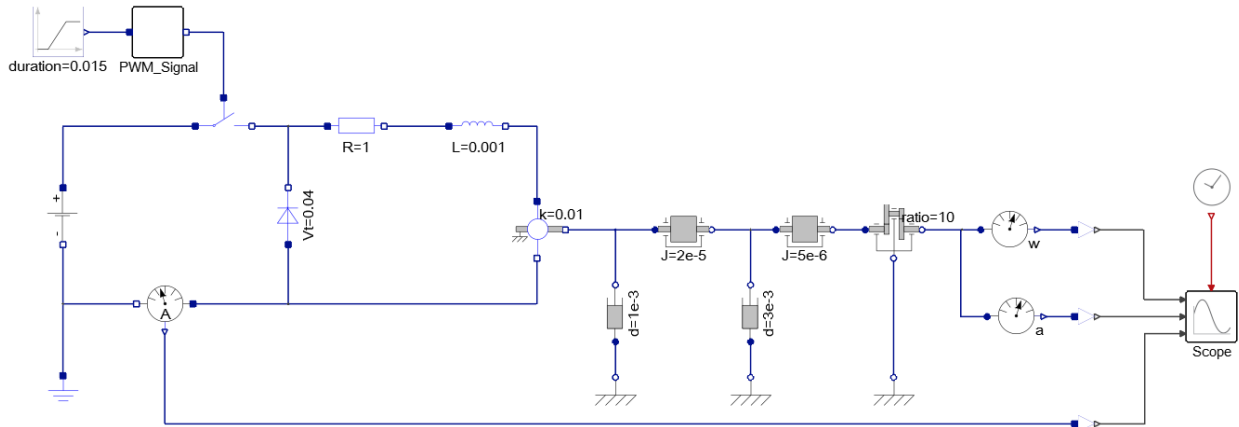 duration=0.015
PWM_Signal
R=1
L=0.001
+
-
Vt=0.04
k=0.01
ratio=10
w
J=2e-5
J=5e-6
A
d=1e-3
d=3e-3
a
Scope